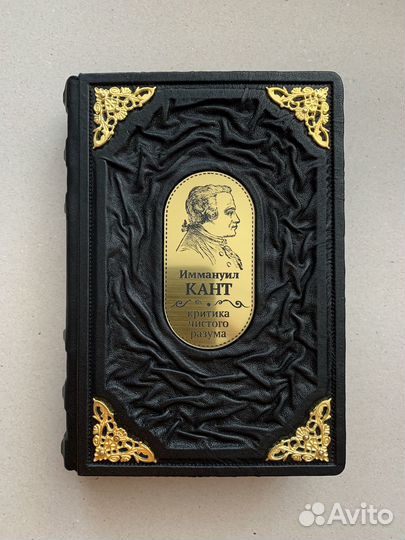 Иммануил
КАНТ
критика
чистого
разума
Avito